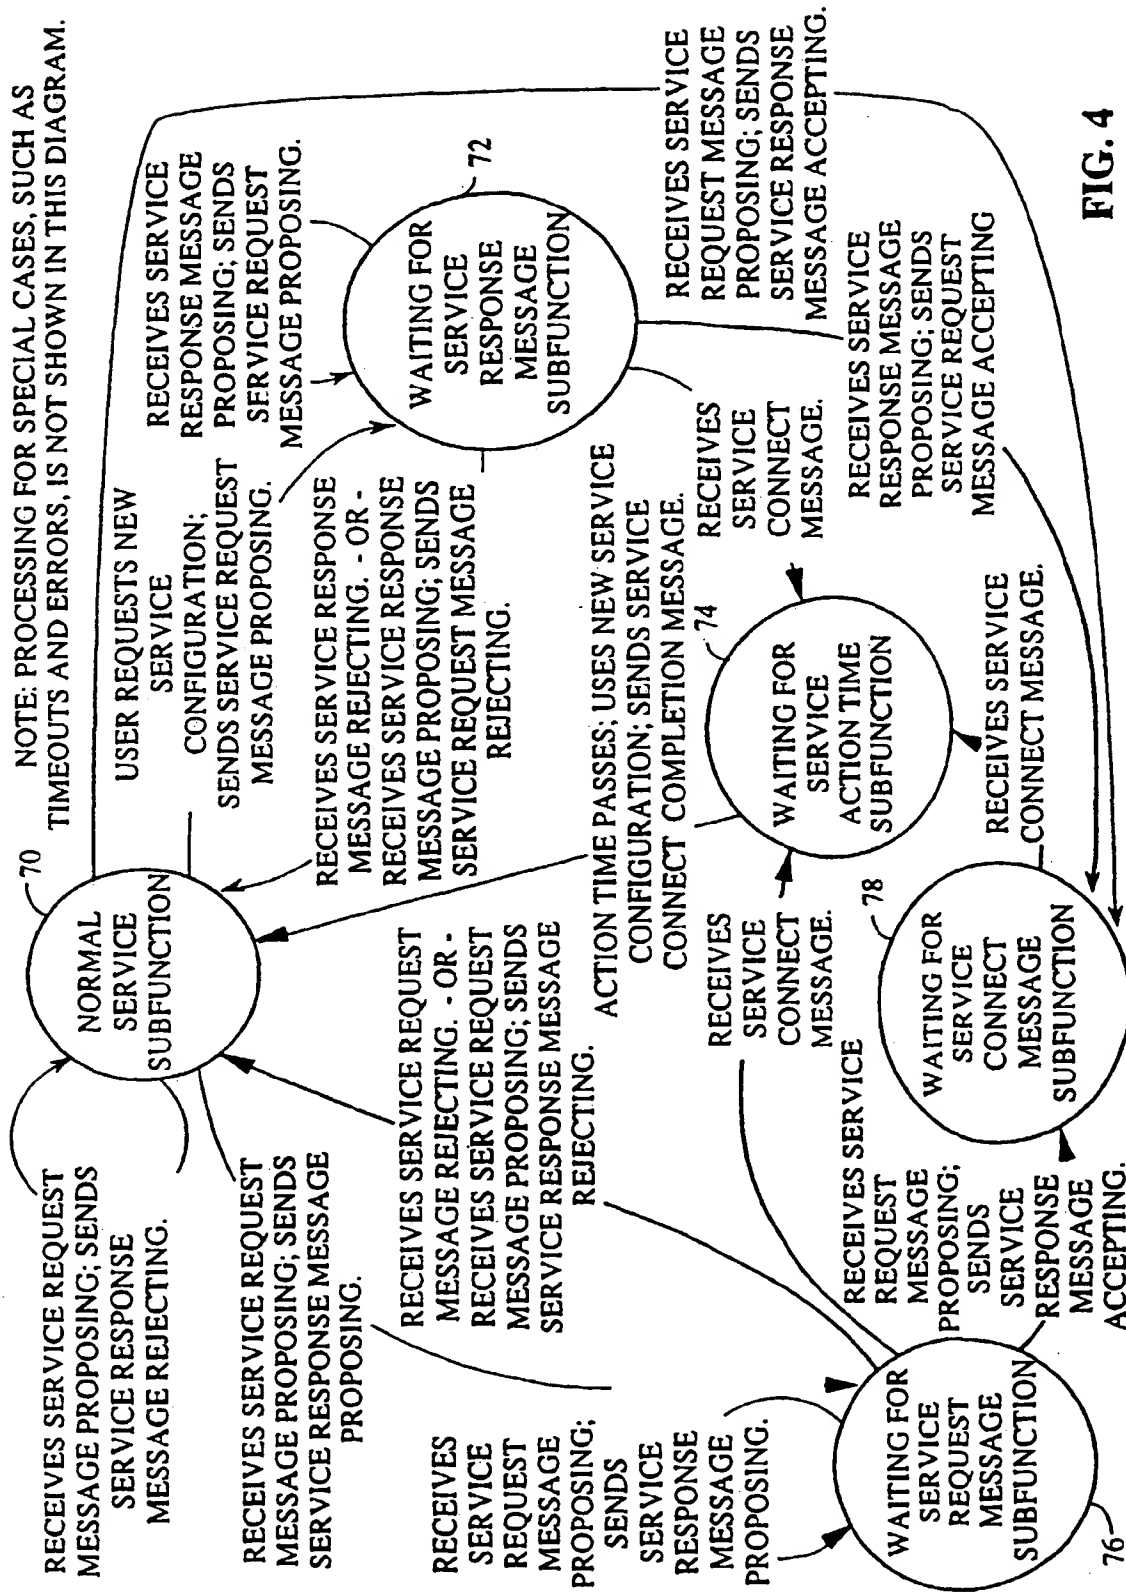 NOTE: PROCESSING FOR SPECIAL CASES, SUCH AS
TIMEOUTS AND ERRORS, IS NOT SHOWN IN THIS DIAGRAM.
70
NORMAL
SERVICE
SUBFUNCTION
RECEIVES SERVICE REQUEST
MESSAGE PROPOSING; SENDS
SERVICE RESPONSE
MESSAGE REJECTING.
RECEIVES SERVICE REQUEST
MESSAGE PROPOSING; SENDS
SERVICE RESPONSE MESSAGE
PROPOSING.
USER REQUESTS NEW
SERVICE
CONFIGURATION;
SENDS SERVICE REQUEST
MESSAGE PROPOSING.
RECEIVES SERVICE
RESPONSE MESSAGE
PROPOSING; SENDS
SERVICE REQUEST
MESSAGE PROPOSING.
72
WAITING FOR
SERVICE
RESPONSE
MESSAGE
SUBFUNCTION
RECEIVES SERVICE RESPONSE
MESSAGE REJECTING. - OR -
RECEIVES SERVICE RESPONSE
MESSAGE PROPOSING; SENDS
SERVICE REQUEST MESSAGE
REJECTING.
RECEIVES SERVICE REQUEST
MESSAGE REJECTING. - OR -
RECEIVES SERVICE REQUEST
MESSAGE PROPOSING; SENDS
SERVICE RESPONSE MESSAGE
REJECTING.
ACTION TIME PASSES; USES NEW SERVICE
CONFIGURATION; SENDS SERVICE
CONNECT COMPLETION MESSAGE.
RECEIVES
SERVICE
CONNECT
MESSAGE.
RECEIVES SERVICE
REQUEST MESSAGE
PROPOSING; SENDS
SERVICE RESPONSE
MESSAGE ACCEPTING.
RECEIVES SERVICE
RESPONSE MESSAGE
PROPOSING; SENDS
SERVICE REQUEST
MESSAGE ACCEPTING
74
WAITING FOR
SERVICE
ACTION TIME
SUBFUNCTION
RECEIVES
SERVICE
CONNECT
MESSAGE.
RECEIVES SERVICE
CONNECT MESSAGE.
78
WAITING FOR
SERVICE
CONNECT
MESSAGE
SUBFUNCTION
RECEIVES
SERVICE
REQUEST
MESSAGE
PROPOSING;
SENDS
SERVICE
RESPONSE
MESSAGE
PROPOSING.
RECEIVES SERVICE
REQUEST
MESSAGE
PROPOSING;
SENDS
SERVICE
RESPONSE
MESSAGE
ACCEPTING.
WAITING FOR
SERVICE
REQUEST
MESSAGE
SUBFUNCTION
76
FIG. 4